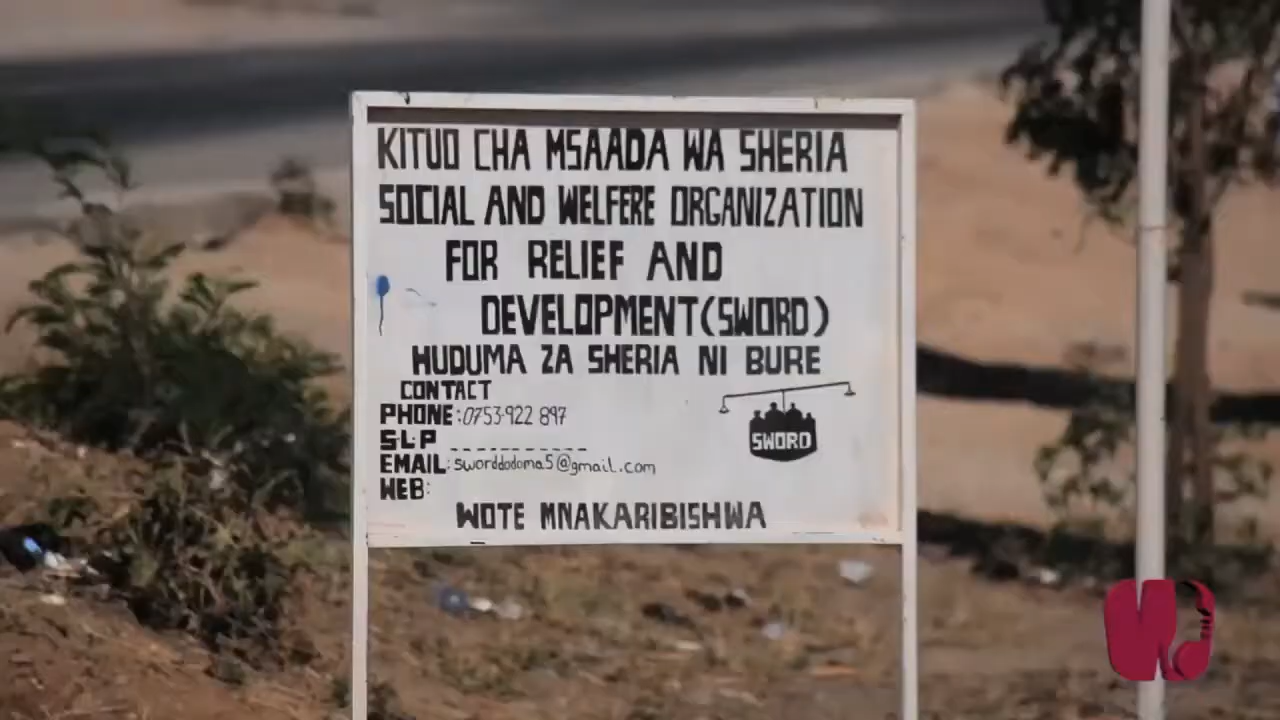 KITUO CHA MSAADA WA SHERIA
SOCIAL AND WELFERE ORGANIZATION
FOR RELIEF AND
DEVELOPMENT(SWORD)
HUDUMA ZA SHERIA NI BURE
CONTACT
PHONE:0753-922 897
S.L.P
EMAIL:sworddodoma5@gmail.com
WEB:
SWORD
WOTE MNAKARIBISHWA